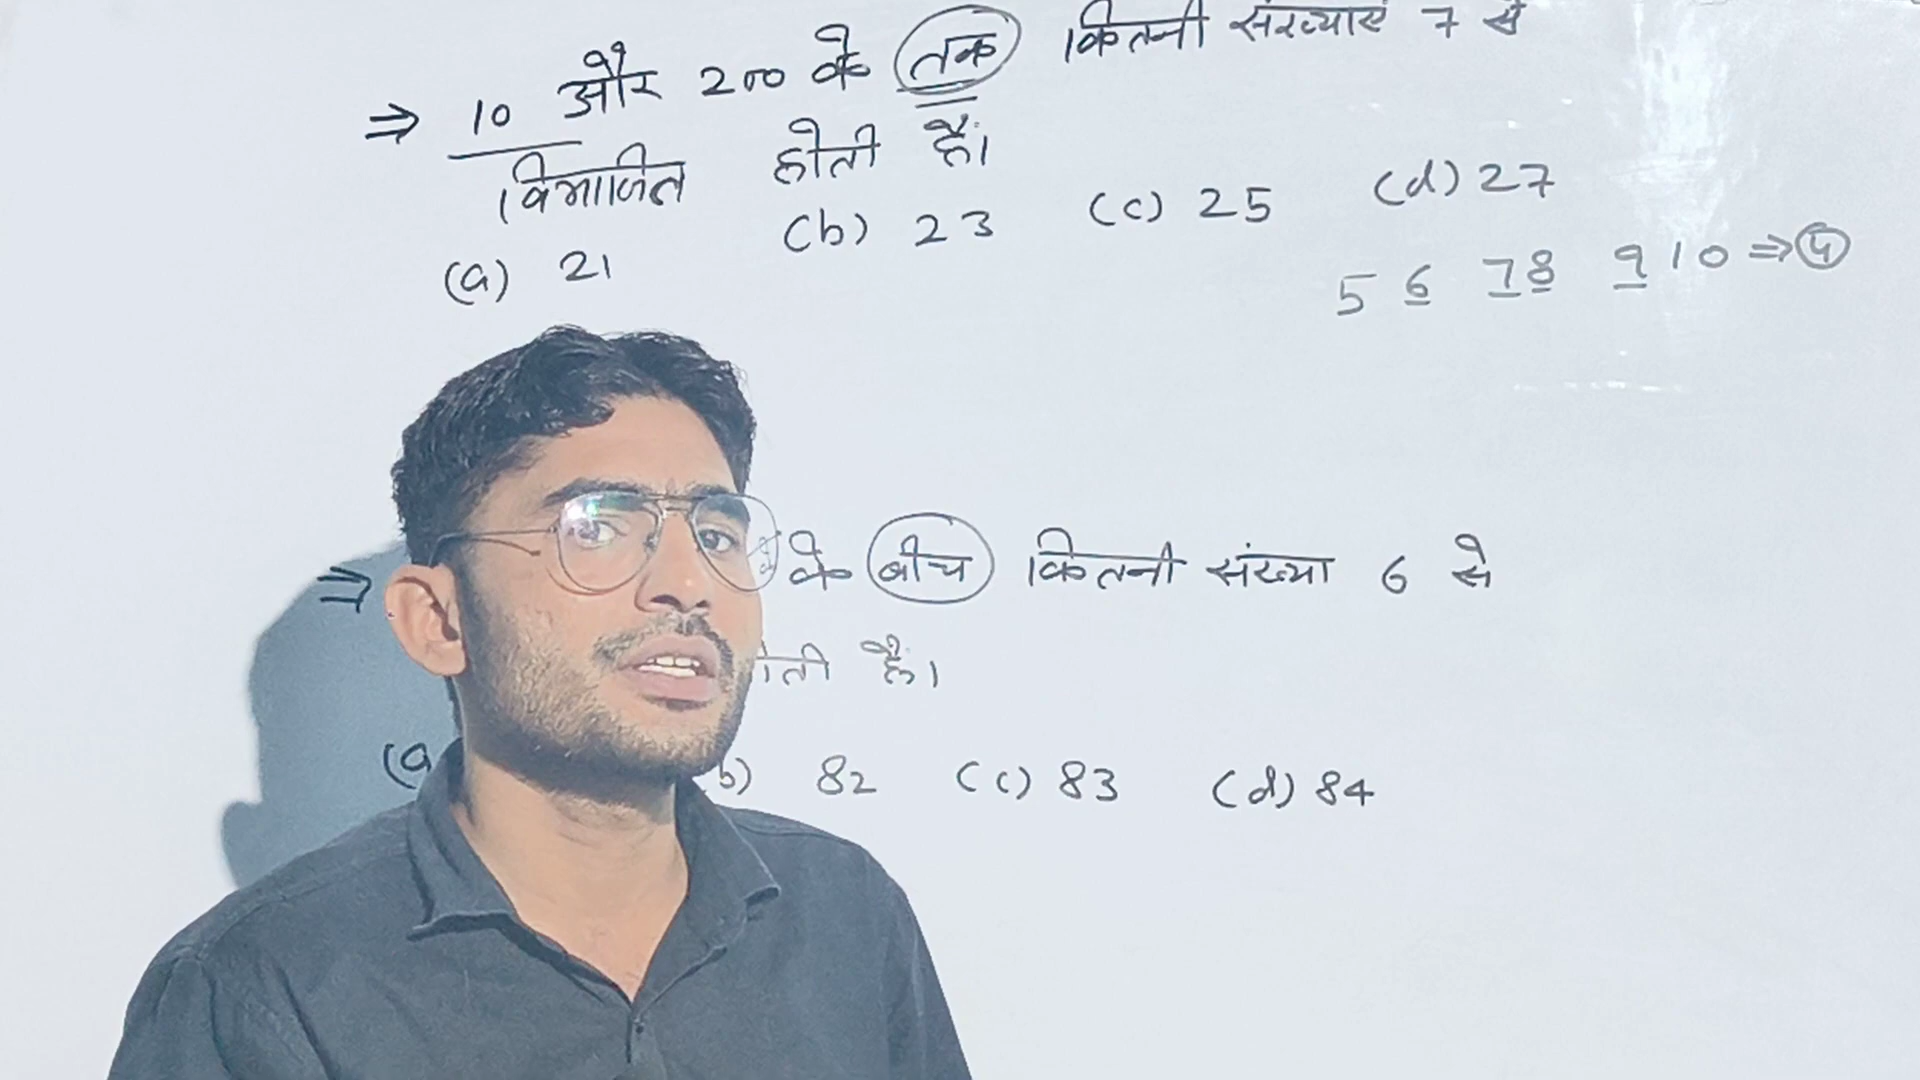 ⇒ 10 और 200 के तक कितनी संख्याएं 7 से
विभाजित होती हैं।
(a) 21 (b) 23 (c) 25 (d) 27
5 6 7 8 9 10 ⇒ 4
⇒ के बीच कितनी संख्या 6 से
ोती हैं।
(a b) 82 (c) 83 (d) 84